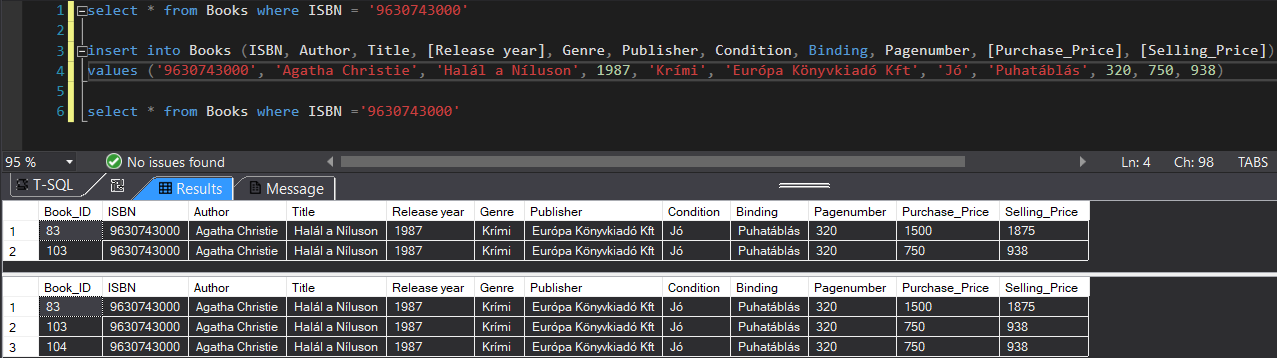 1 select * from Books where ISBN = '9630743000'
2
3 insert into Books (ISBN, Author, Title, [Release year], Genre, Publisher, Condition, Binding, Pagenumber, [Purchase_Price], [Selling_Price])
4 values ('9630743000', 'Agatha Christie', 'Halál a Níluson', 1987, 'Krími', 'Európa Könyvkiadó Kft', 'Jó', 'Puhatáblás', 320, 750, 938)
5
6 select * from Books where ISBN ='9630743000'
95 % No issues found Ln: 4 Ch: 98 TABS
T-SQL Results Message
Book_ID ISBN Author Title Release year Genre Publisher Condition Binding Pagenumber Purchase_Price Selling_Price
1 83 9630743000 Agatha Christie Halál a Níluson 1987 Krími Európa Könyvkiadó Kft Jó Puhatáblás 320 1500 1875
2 103 9630743000 Agatha Christie Halál a Níluson 1987 Krími Európa Könyvkiadó Kft Jó Puhatáblás 320 750 938
Book_ID ISBN Author Title Release year Genre Publisher Condition Binding Pagenumber Purchase_Price Selling_Price
1 83 9630743000 Agatha Christie Halál a Níluson 1987 Krími Európa Könyvkiadó Kft Jó Puhatáblás 320 1500 1875
2 103 9630743000 Agatha Christie Halál a Níluson 1987 Krími Európa Könyvkiadó Kft Jó Puhatáblás 320 750 938
3 104 9630743000 Agatha Christie Halál a Níluson 1987 Krími Európa Könyvkiadó Kft Jó Puhatáblás 320 750 938